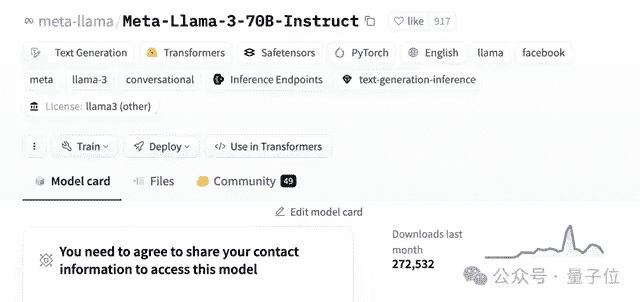 meta-llama/Meta-Llama-3-70B-Instruct like 917
Text Generation Transformers Safetensors PyTorch English llama facebook
meta llama-3 conversational Inference Endpoints text-generation-inference
License: llama3 (other)
Train Deploy </> Use in Transformers
Model card Files Community 49
Edit model card
You need to agree to share your contact
information to access this model
Downloads last
month
272,532
公众号 · 量子位